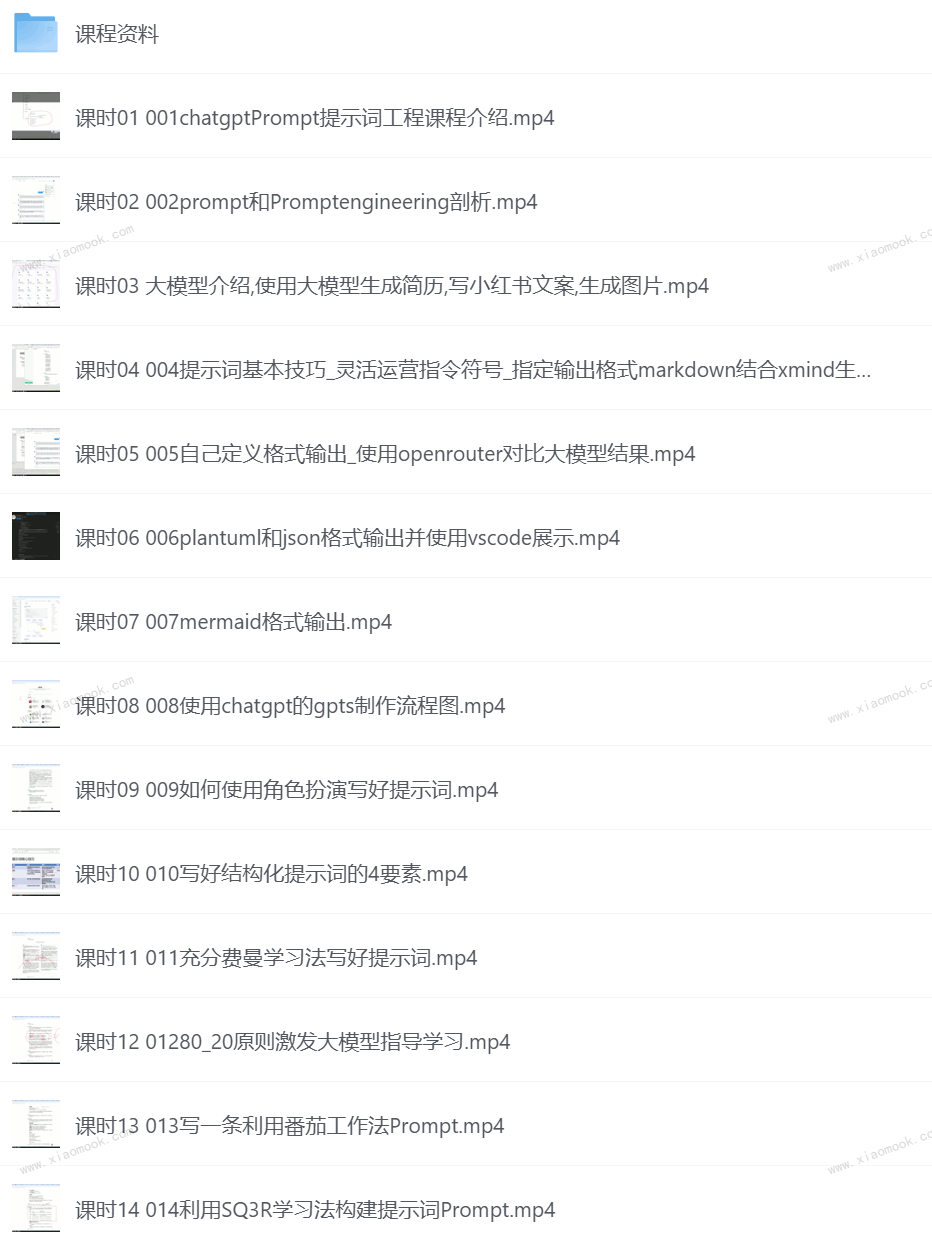 课程资料
课时01 001chatgptPrompt提示词工程课程介绍.mp4
课时02 002prompt和Promptengineering剖析.mp4
www.xiaomook.com
www.xiaomook.co
课时03 大模型介绍,使用大模型生成简历,写小红书文案,生成图片.mp4
课时04 004提示词基本技巧_灵活运营指令符号_指定输出格式markdown结合xmind生...
课时05 005自己定义格式输出_使用openrouter对比大模型结果.mp4
课时06 006plantuml和json格式输出并使用vscode展示.mp4
课时07 007mermaid格式输出.mp4
www.xiaomook.com
www.xiaomook.co
课时08 008使用chatgpt的gpts制作流程图.mp4
课时09 009如何使用角色扮演写好提示词.mp4
课时10 010写好结构化提示词的4要素.mp4
课时11 011充分费曼学习法写好提示词.mp4
课时12 01280_20原则激发大模型指导学习.mp4
课时13 013写一条利用番茄工作法Prompt.mp4
www.xiaomook.com
www.xiaomook.co
课时14 014利用SQ3R学习法构建提示词Prompt.mp4